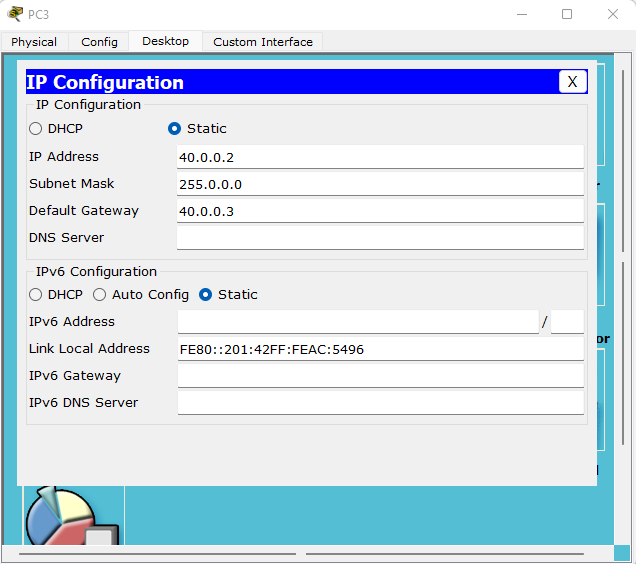 PC3
Physical Config Desktop Custom Interface
IP Configuration X
IP Configuration
DHCP Static
IP Address 40.0.0.2
Subnet Mask 255.0.0.0
Default Gateway 40.0.0.3
DNS Server
IPv6 Configuration
DHCP Auto Config Static
IPv6 Address /
Link Local Address FE80::201:42FF:FEAC:5496
IPv6 Gateway
IPv6 DNS Server